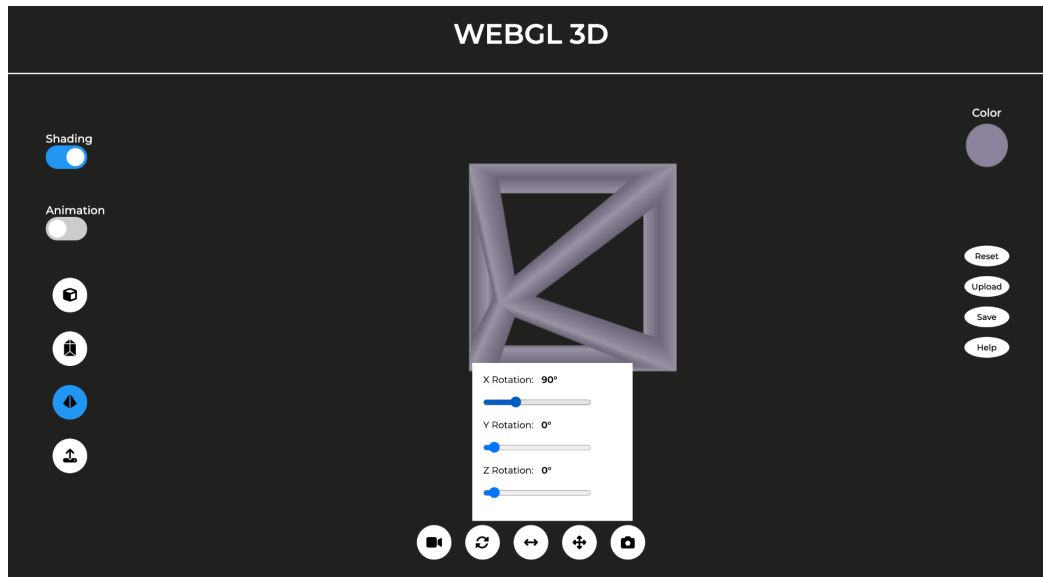 WEBGL 3D
Shading
Animation
Color
Reset
Upload
Save
Help
X Rotation: 90°
Y Rotation: 0°
Z Rotation: 0°